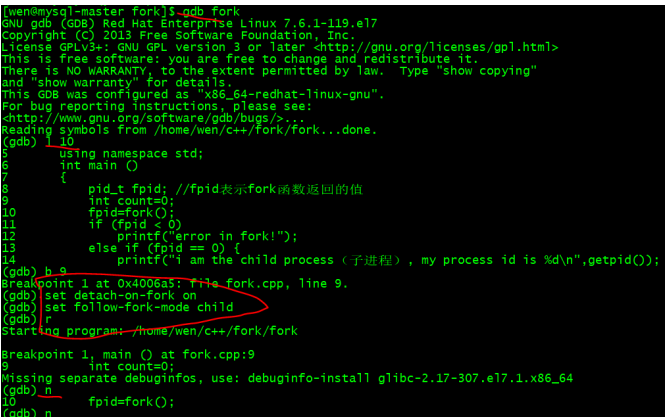 [wen@mysql-master fork]$ gdb fork
GNU gdb (GDB) Red Hat Enterprise Linux 7.6.1-119.el7
Copyright (C) 2013 Free Software Foundation, Inc.
License GPLv3+: GNU GPL version 3 or later <http://gnu.org/licenses/gpl.html>
This is free software: you are free to change and redistribute it.
There is NO WARRANTY, to the extent permitted by law.  Type "show copying"
and "show warranty" for details.
This GDB was configured as "x86_64-redhat-linux-gnu".
For bug reporting instructions, please see:
<http://www.gnu.org/software/gdb/bugs/>...
Reading symbols from /home/wen/c++/fork/fork...done.
(gdb) l 10
5       using namespace std;
6       int main ()
7       {
8           pid_t fpid; //fpid表示fork函数返回的值
9           int count=0;
10          fpid=fork();
11          if (fpid < 0)
12              printf("error in fork!");
13          else if (fpid == 0) {
14              printf("i am the child process（子进程）, my process id is %d\n",getpid());
(gdb) b 9
Breakpoint 1 at 0x4006a5: file fork.cpp, line 9.
(gdb) set detach-on-fork on
(gdb) set follow-fork-mode child
(gdb) r
Starting program: /home/wen/c++/fork/fork
Breakpoint 1, main () at fork.cpp:9
9           int count=0;
Missing separate debuginfos, use: debuginfo-install glibc-2.17-307.el7.1.x86_64
(gdb) n
10          fpid=fork();
(gdb) n